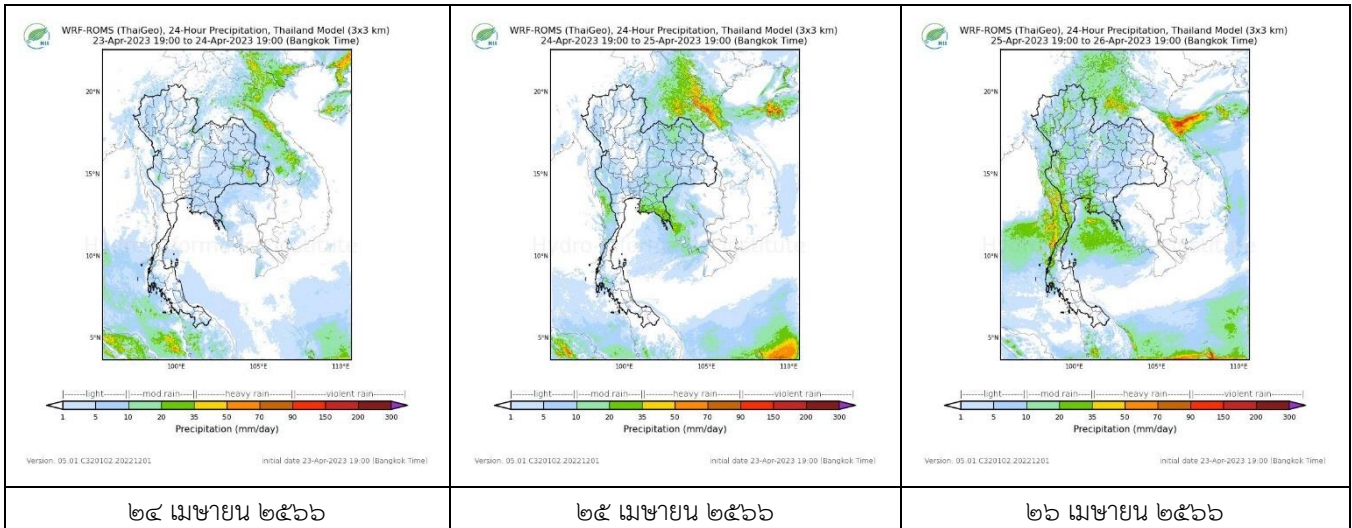 WRF-ROMS (ThaiGeo), 24-Hour Precipitation, Thailand Model (3x3 km)
23-Apr-2023 19:00 to 24-Apr-2023 19:00 (Bangkok Time)
20°N
15°N
10°N
5°N
100°E 105°E 110°E
|-------light-------||----mod rain----||-------heavy rain-------||-------violent rain-------|
1 5 10 20 35 50 70 90 150 200 300
Precipitation (mm/day)
Version: 05.01.C320102.20221201 initial date 23-Apr-2023 19:00 (Bangkok Time)
๒๔ เมษายน ๒๕๖๖
WRF-ROMS (ThaiGeo), 24-Hour Precipitation, Thailand Model (3x3 km)
24-Apr-2023 19:00 to 25-Apr-2023 19:00 (Bangkok Time)
20°N
15°N
10°N
5°N
100°E 105°E 110°E
|-------light-------||----mod rain----||-------heavy rain-------||-------violent rain-------|
1 5 10 20 35 50 70 90 150 200 300
Precipitation (mm/day)
Version: 05.01.C320102.20221201 initial date 23-Apr-2023 19:00 (Bangkok Time)
๒๕ เมษายน ๒๕๖๖
WRF-ROMS (ThaiGeo), 24-Hour Precipitation, Thailand Model (3x3 km)
25-Apr-2023 19:00 to 26-Apr-2023 19:00 (Bangkok Time)
20°N
15°N
10°N
5°N
100°E 105°E 110°E
|-------light-------||----mod rain----||-------heavy rain-------||-------violent rain-------|
1 5 10 20 35 50 70 90 150 200 300
Precipitation (mm/day)
Version: 05.01.C320102.20221201 initial date 23-Apr-2023 19:00 (Bangkok Time)
๒๖ เมษายน ๒๕๖๖